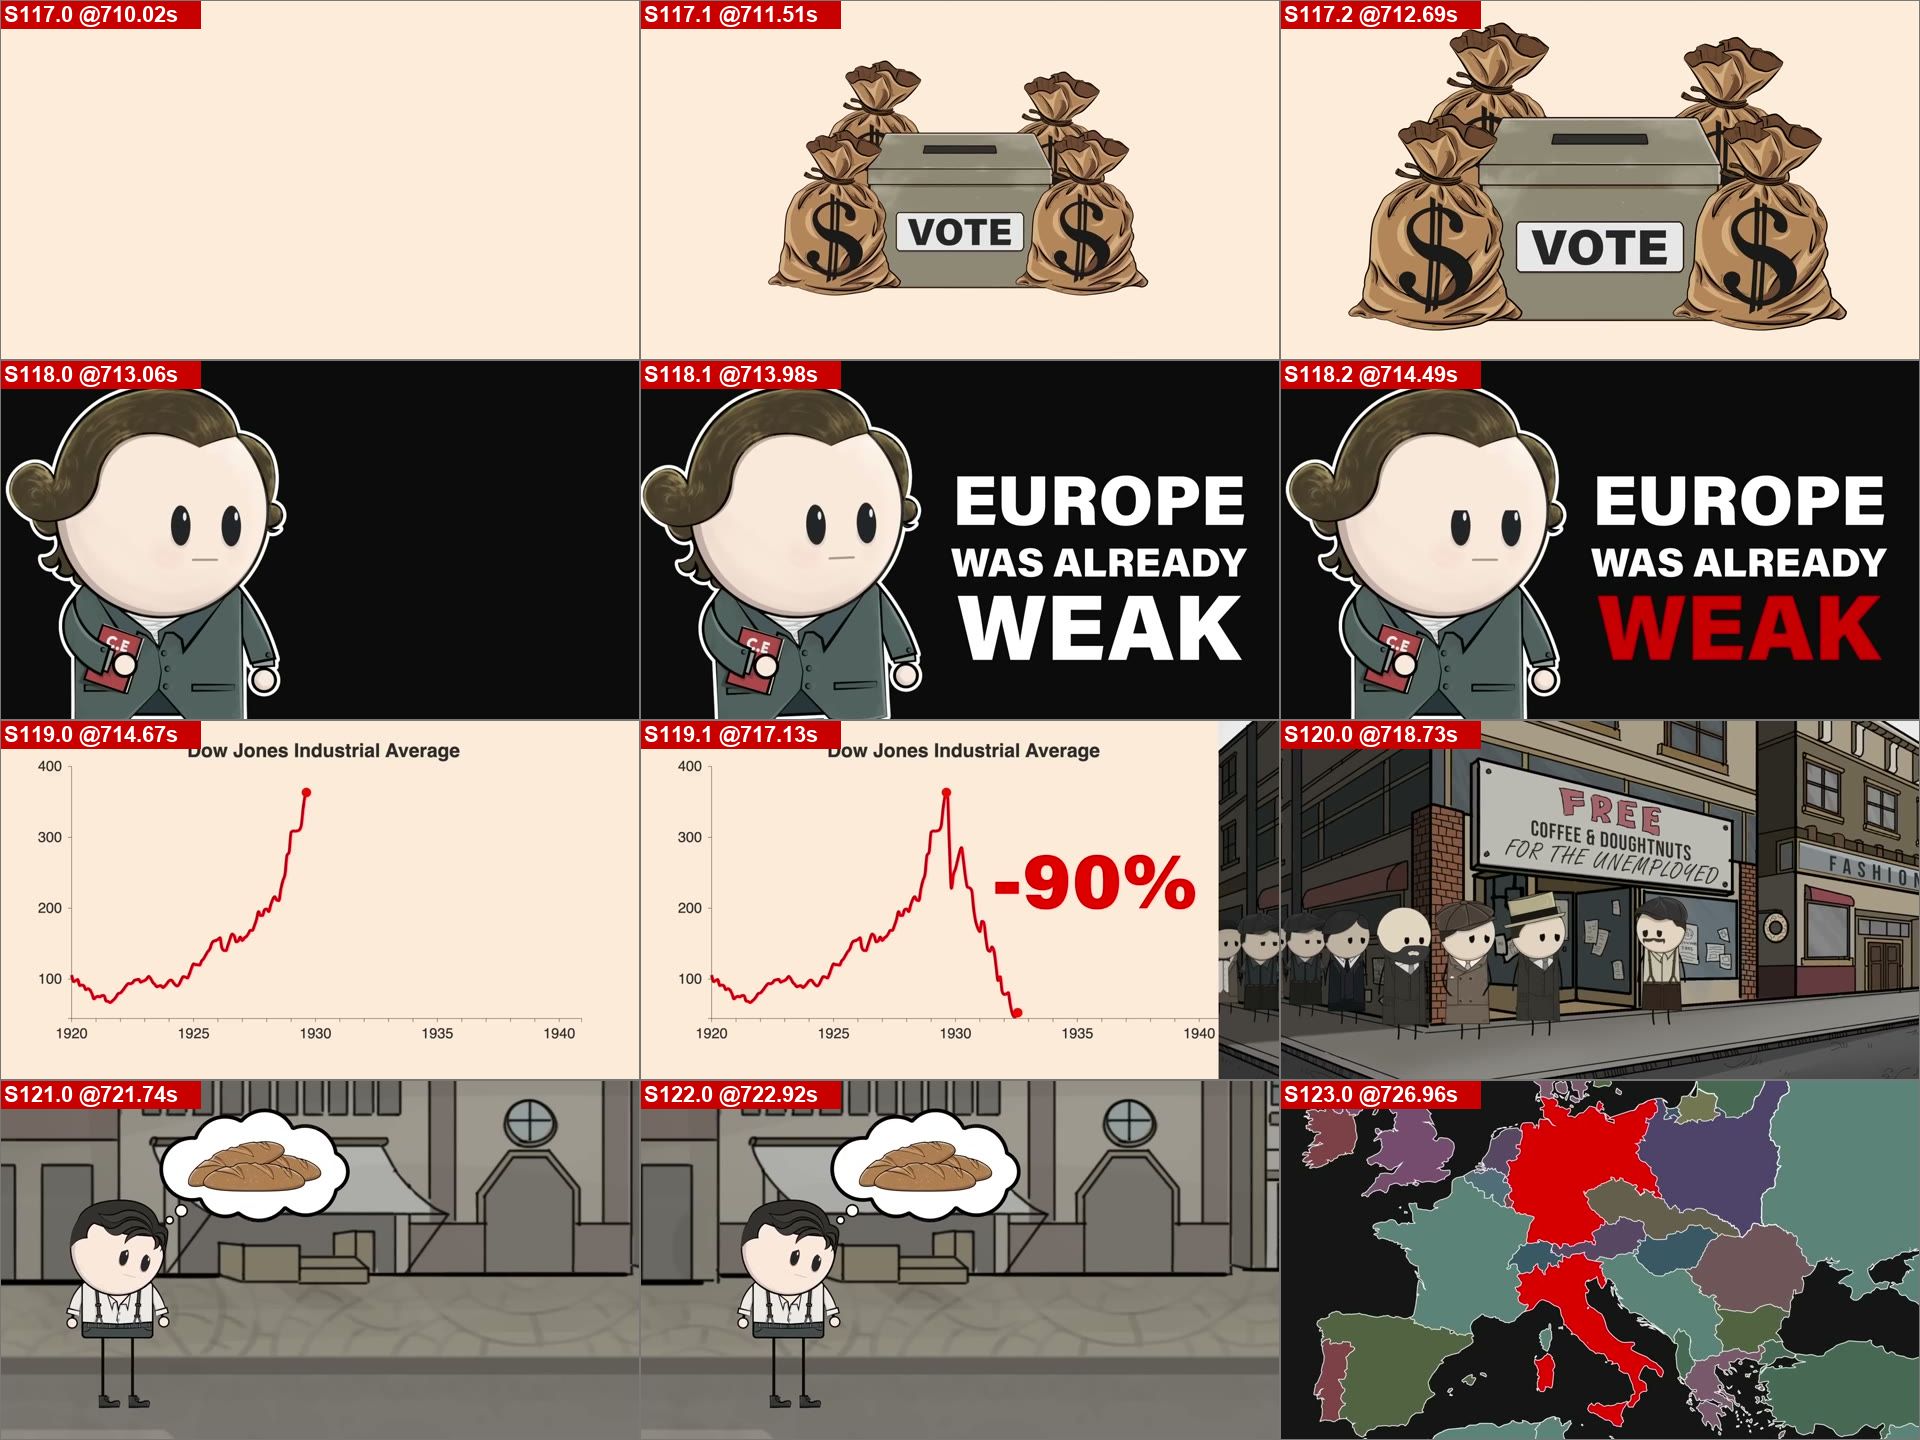 S117.0 @710.02s
S117.1 @711.51s
$ $
VOTE
S117.2 @712.69s
$ $
VOTE
S118.0 @713.06s
C.E
S118.1 @713.98s
EUROPE
WAS ALREADY
WEAK
C.E
S118.2 @714.49s
EUROPE
WAS ALREADY
WEAK
C.E
S119.0 @714.67s
Dow Jones Industrial Average
400
300
200
100
1920 1925 1930 1935 1940
S119.1 @717.13s
Dow Jones Industrial Average
400
300
200
100
-90%
1920 1925 1930 1935 1940
S120.0 @718.73s
FREE
COFFEE & DOUGHTNUTS
FOR THE UNEMPLOYED
FASHION
S121.0 @721.74s
S122.0 @722.92s
S123.0 @726.96s